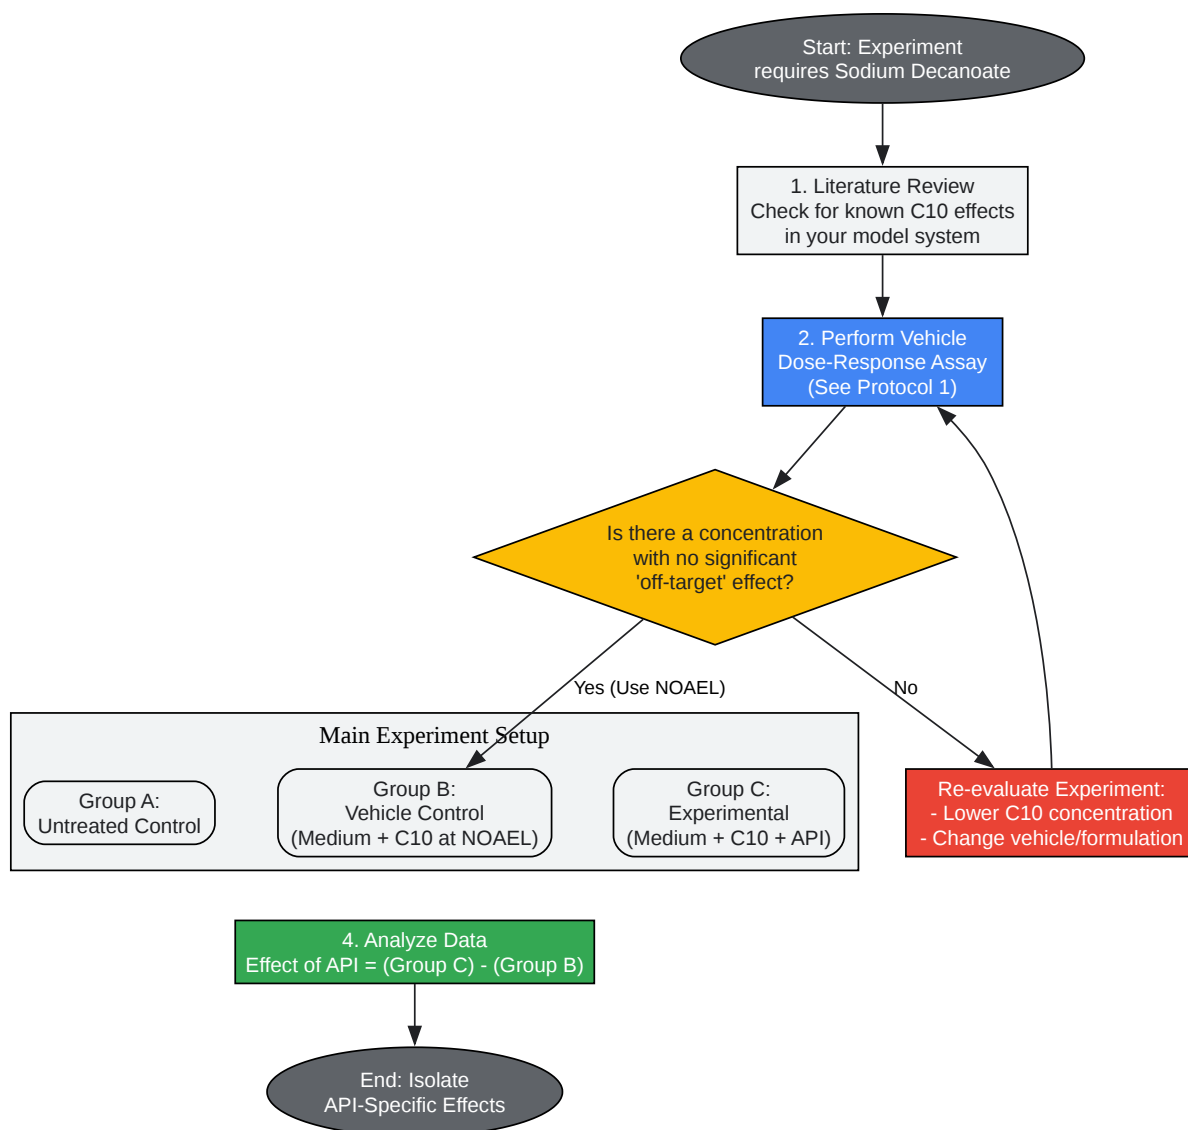 Start: Experiment
requires Sodium Decanoate
1. Literature Review
Check for known C10 effects
in your model system
2. Perform Vehicle
Dose-Response Assay
(See Protocol 1)
Is there a concentration
with no significant
'off-target' effect?
Yes (Use NOAEL)
No
Main Experiment Setup
Group A:
Untreated Control
Group B:
Vehicle Control
(Medium + C10 at NOAEL)
Group C:
Experimental
(Medium + C10 + API)
Re-evaluate Experiment:
- Lower C10 concentration
- Change vehicle/formulation
4. Analyze Data
Effect of API = (Group C) - (Group B)
End: Isolate
API-Specific Effects